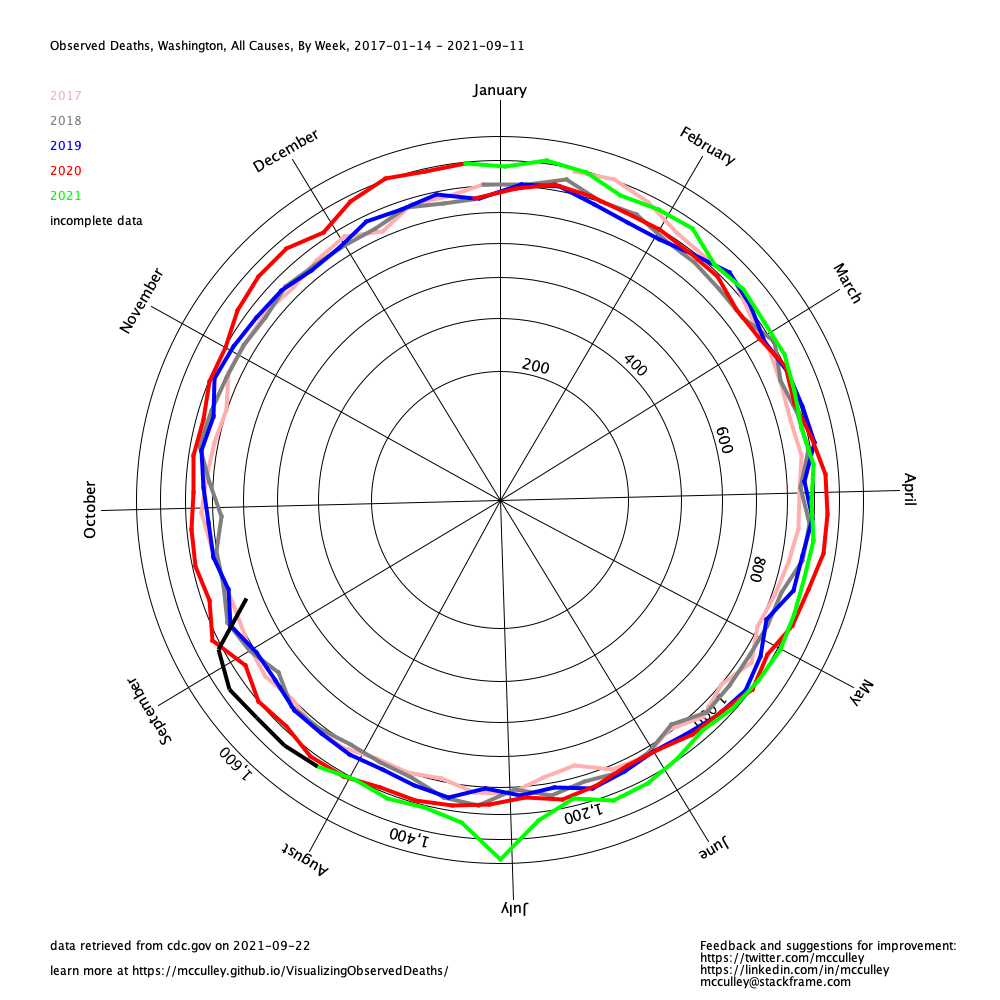 Observed Deaths, Washington, All Causes, By Week, 2017-01-14 - 2021-09-11
January
2017
2018
2019
2020
2021
incomplete data
December
February
November
March
200
400
600
October
April
800
September
May
1,600
1,400
1,200
August
June
July
data retrieved from cdc.gov on 2021-09-22
learn more at https://mcculley.github.io/VisualizingObservedDeaths/
Feedback and suggestions for improvement:
https://twitter.com/mcculley
https://linkedin.com/in/mcculley
mcculley@stackframe.com